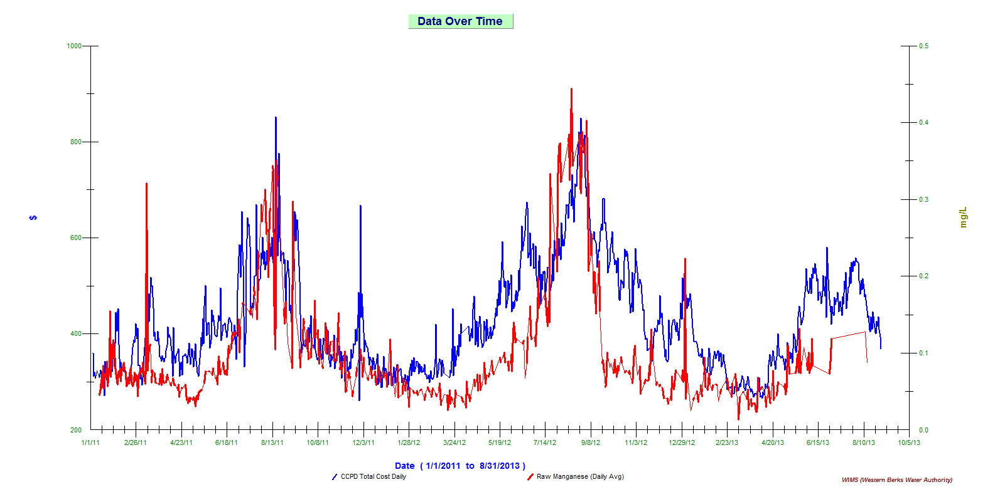 Data Over Time
1000
0.5
800
0.4
0.3
$
mg/L
600
0.2
400
0.1
200
0.0
1/1/11 2/26/11 4/23/11 6/18/11 8/13/11 10/8/11 12/3/11 1/28/12 3/24/12 5/19/12 7/14/12 9/8/12 11/3/12 12/29/12 2/23/13 4/20/13 6/15/13 8/10/13 10/5/13
Date ( 1/1/2011 to 8/31/2013 )
CCPD Total Cost Daily Raw Manganese (Daily Avg)
WIMS (Western Berks Water Authority)